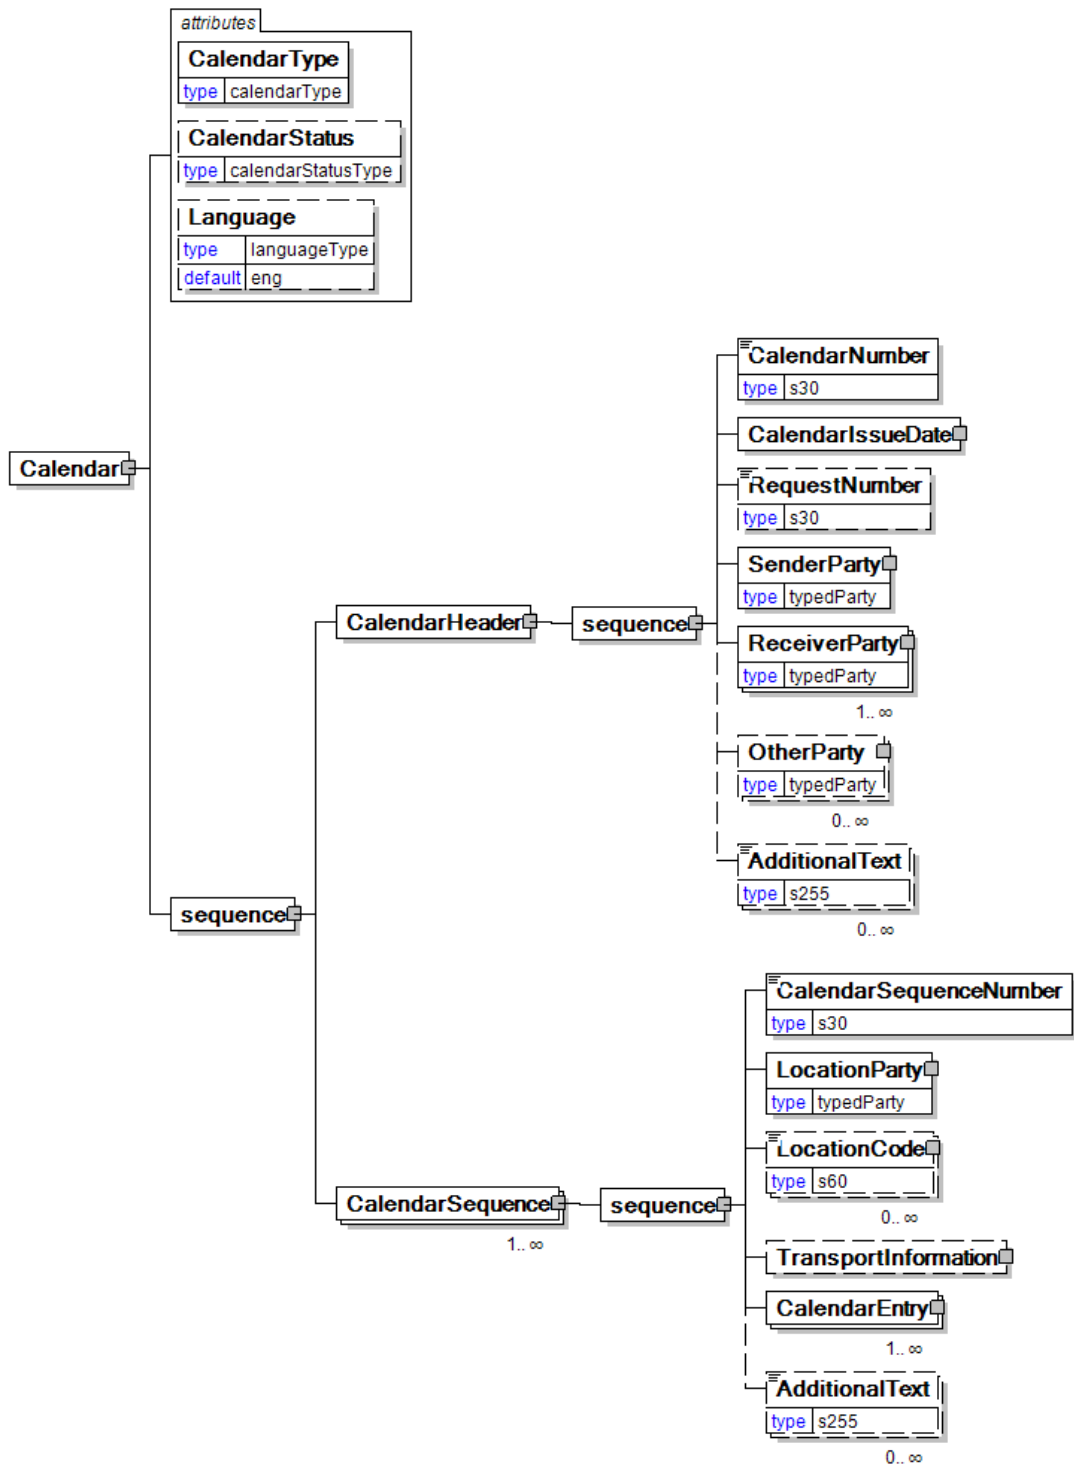 attributes
CalendarType
type calendarType
CalendarStatus
type calendarStatusType
Language
type languageType
default eng
Calendar
sequence
CalendarHeader
sequence
CalendarNumber
type s30
CalendarIssueDate
RequestNumber
type s30
SenderParty
type typedParty
ReceiverParty
type typedParty
1.. ∞
OtherParty
type typedParty
0.. ∞
AdditionalText
type s255
0.. ∞
CalendarSequence
1.. ∞
sequence
CalendarSequenceNumber
type s30
LocationParty
type typedParty
LocationCode
type s60
0.. ∞
TransportInformation
CalendarEntry
1.. ∞
AdditionalText
type s255
0.. ∞